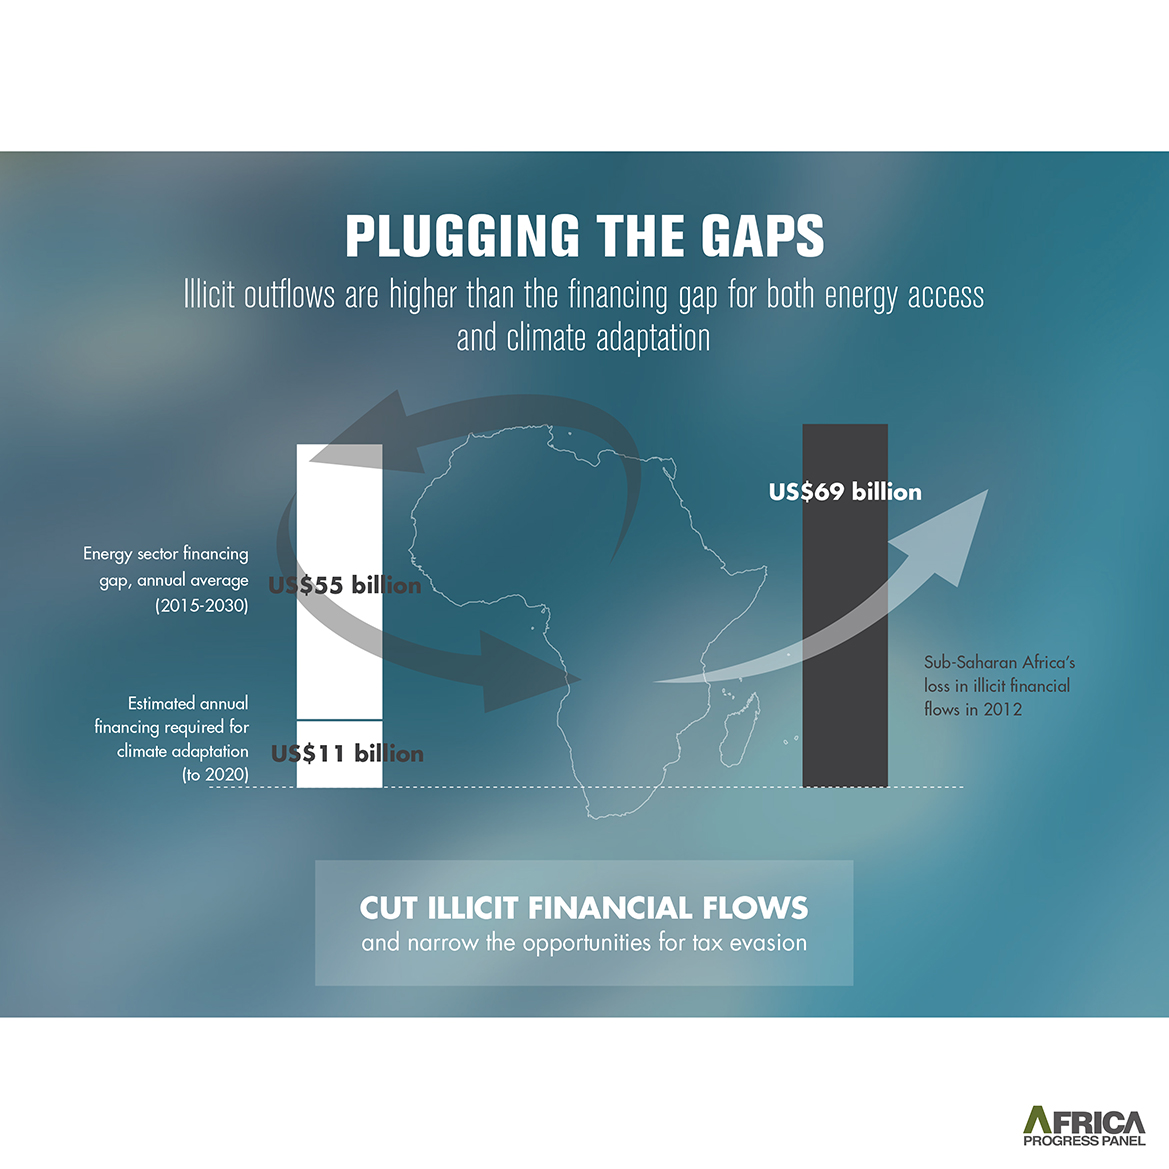 PLUGGING THE GAPS
Illicit outflows are higher than the financing gap for both energy access
and climate adaptation
Energy sector financing
gap, annual average
(2015-2030)
US$55 billion
Estimated annual
financing required for
climate adaptation
(to 2020)
US$11 billion
US$69 billion
Sub-Saharan Africa's
loss in illicit financial
flows in 2012
CUT ILLICIT FINANCIAL FLOWS
and narrow the opportunities for tax evasion
AFRICA
PROGRESS PANEL